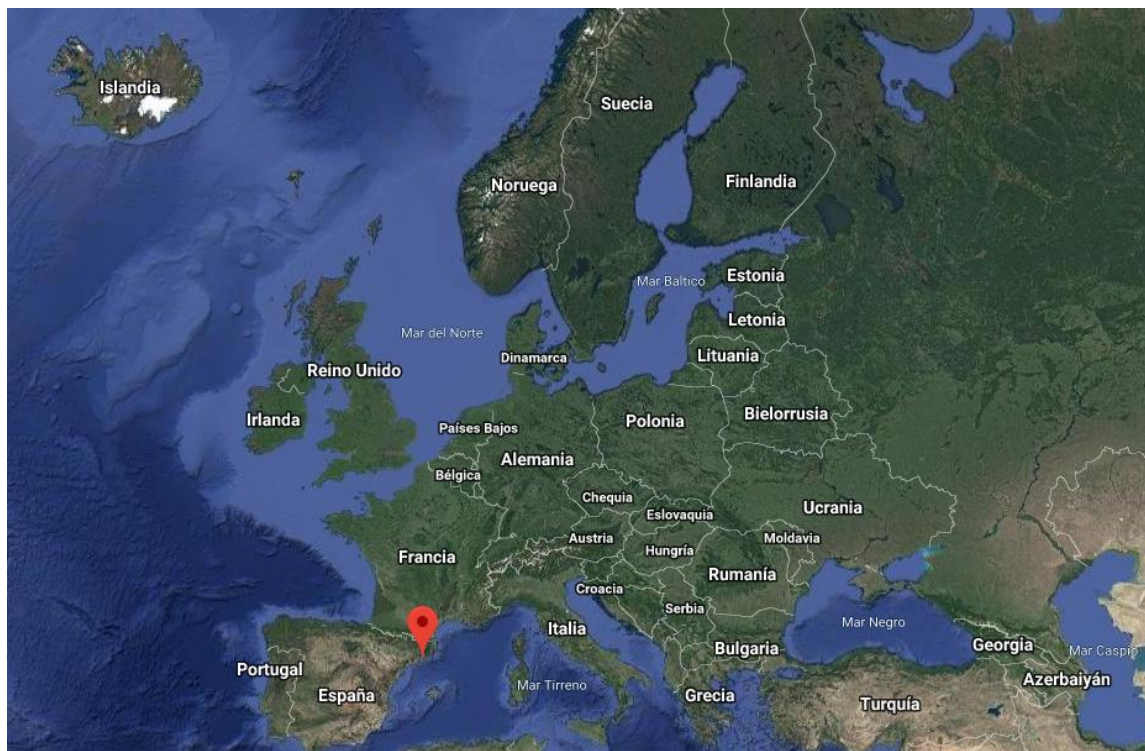 Islandia
Suecia
Noruega
Finlandia
Mar Báltico
Estonia
Mar del Norte
Letonia
Dinamarca
Lituania
Reino Unido
Irlanda
Países Bajos
Polonia
Bielorrusia
Alemania
Bélgica
Chequia
Ucrania
Eslovaquia
Austria
Moldavia
Francia
Hungría
Rumanía
Croacia
Serbia
Italia
Mar Negro
Bulgaria
Georgia
Mar Caspio
Portugal
España
Mar Tirreno
Grecia
Turquía
Azerbaiyán